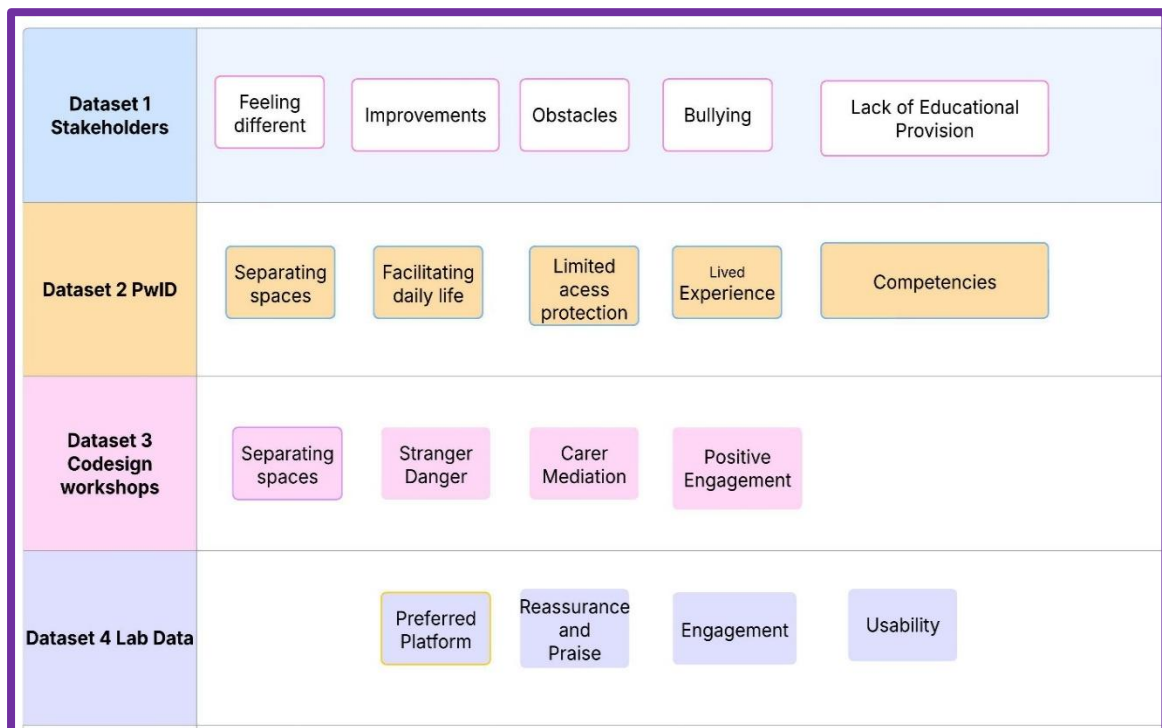 Dataset 1
Stakeholders
Feeling
different
Improvements
Obstacles
Bullying
Lack of Educational
Provision
Dataset 2 PwID
Separating
spaces
Facilitating
daily life
Limited
acess
protection
Lived
Experience
Competencies
Dataset 3
Codesign
workshops
Separating
spaces
Stranger
Danger
Carer
Mediation
Positive
Engagement
Dataset 4 Lab Data
Preferred
Platform
Reassurance
and
Praise
Engagement
Usability